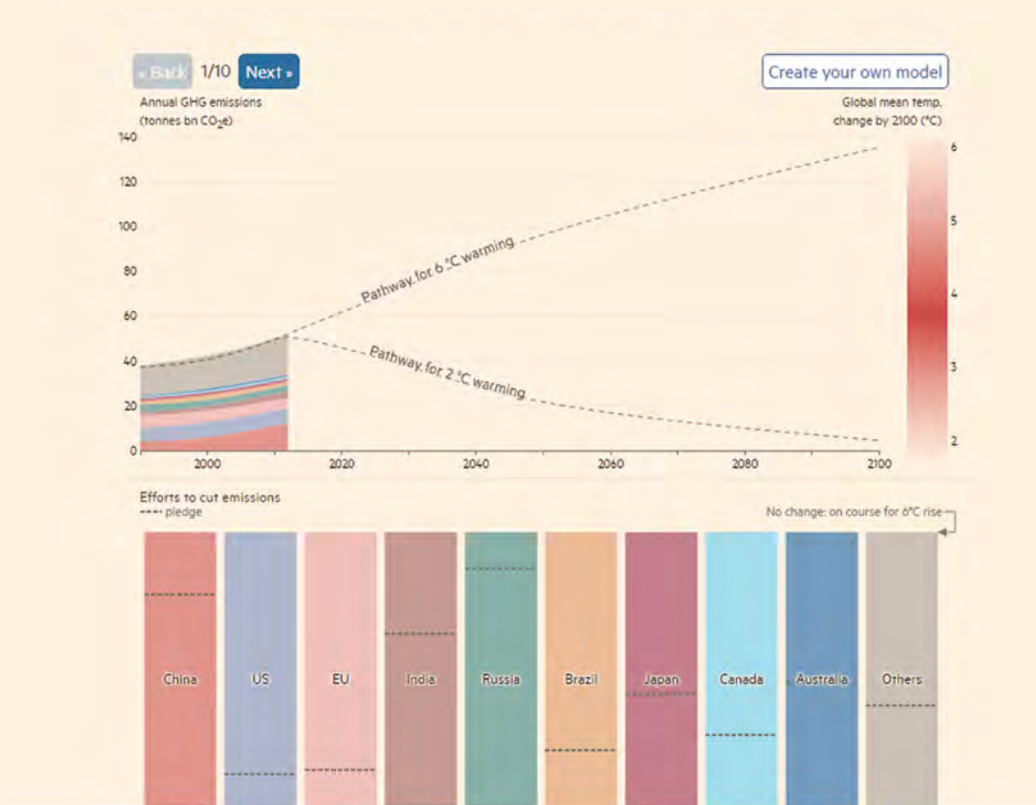 « Back 1/10 Next » Create your own model
Annual GHG emissions
(tonnes bn CO₂e)
Global mean temp.
change by 2100 (°C)
140
120
100
80
60
40
20
0
Pathway for 6 °C warming
Pathway for 2 °C warming
2000 2020 2040 2060 2080 2100
6
5
4
3
2
Efforts to cut emissions
pledge
No change: on course for 6°C rise
China US EU India Russia Brazil Japan Canada Australia Others